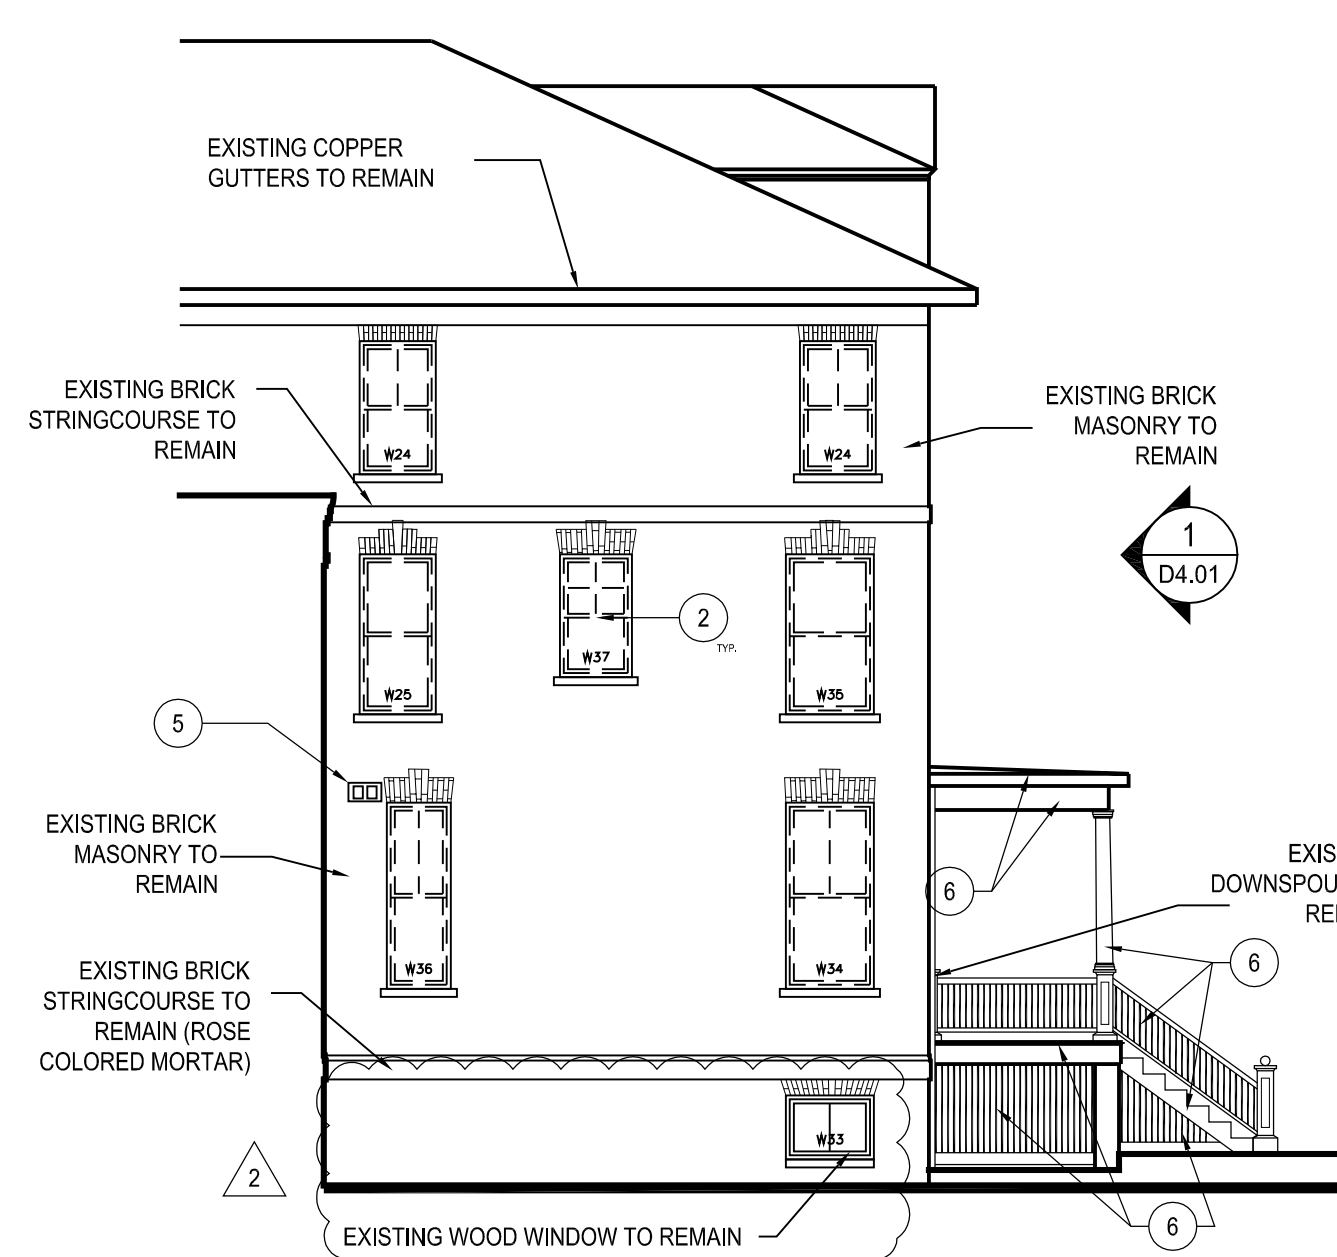 EXISTING COPPER
GUTTERS TO REMAIN
EXISTING BRICK
STRINGCOURSE TO
REMAIN
EXISTING BRICK
MASONRY TO
REMAIN
W24
W24
1
D4.01
2
TYP.
W37
W25
W35
5
EXISTING BRICK
MASONRY TO
REMAIN
6
W36
W34
6
EXISTING BRICK
STRINGCOURSE TO
REMAIN (ROSE
COLORED MORTAR)
W33
2
6
EXISTING WOOD WINDOW TO REMAIN